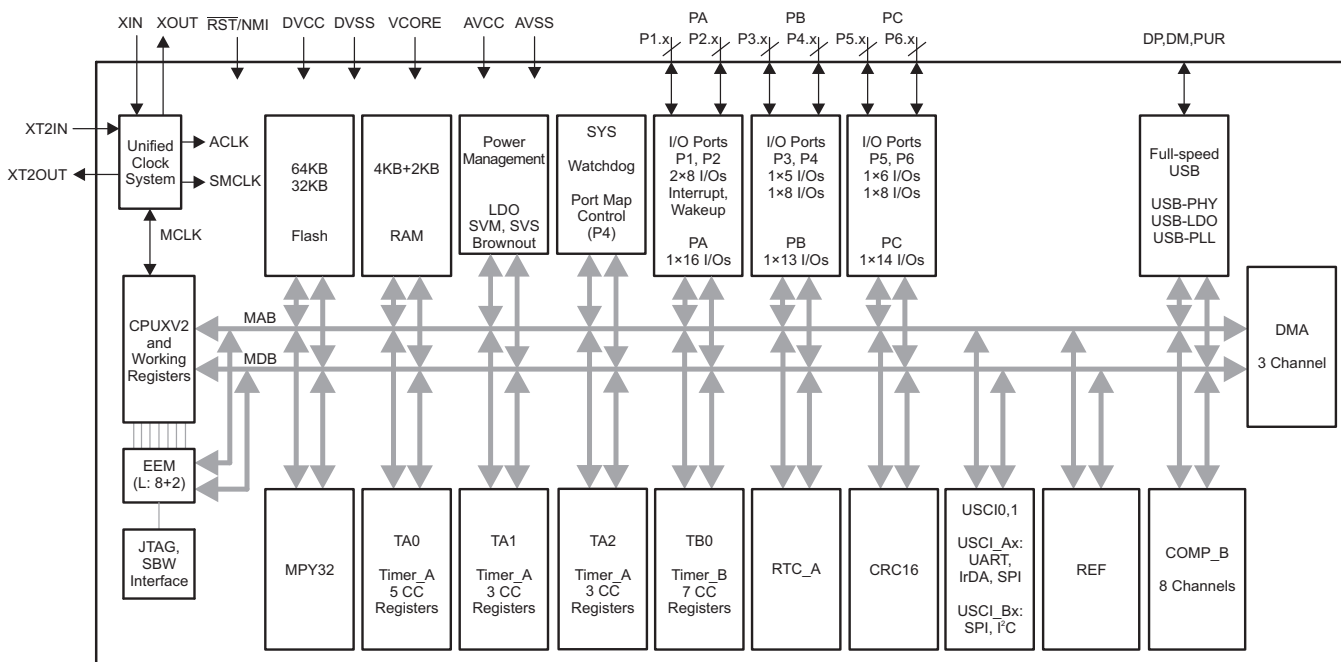 XIN
XOUT
RST/NMI
DVCC
DVSS
VCORE
AVCC
AVSS
PA
P1.x
P2.x
PB
P3.x
P4.x
PC
P5.x
P6.x
DP,DM,PUR
XT2IN
XT2OUT
Unified
Clock
System
ACLK
SMCLK
MCLK
64KB
32KB
Flash
4KB+2KB
RAM
Power
Management
LDO
SVM, SVS
Brownout
SYS
Watchdog
Port Map
Control
(P4)
I/O Ports
P1, P2
2×8 I/Os
Interrupt,
Wakeup
PA
1×16 I/Os
I/O Ports
P3, P4
1×5 I/Os
1×8 I/Os
PB
1×13 I/Os
I/O Ports
P5, P6
1×6 I/Os
1×8 I/Os
PC
1×14 I/Os
Full-speed
USB
USB-PHY
USB-LDO
USB-PLL
CPUXV2
and
Working
Registers
MAB
MDB
DMA
3 Channel
EEM
(L: 8+2)
JTAG,
SBW
Interface
MPY32
TA0
Timer_A
5 CC
Registers
TA1
Timer_A
3 CC
Registers
TA2
Timer_A
3 CC
Registers
TB0
Timer_B
7 CC
Registers
RTC_A
CRC16
USCI0,1
USCI_Ax:
UART,
IrDA, SPI
USCI_Bx:
SPI, I²C
REF
COMP_B
8 Channels